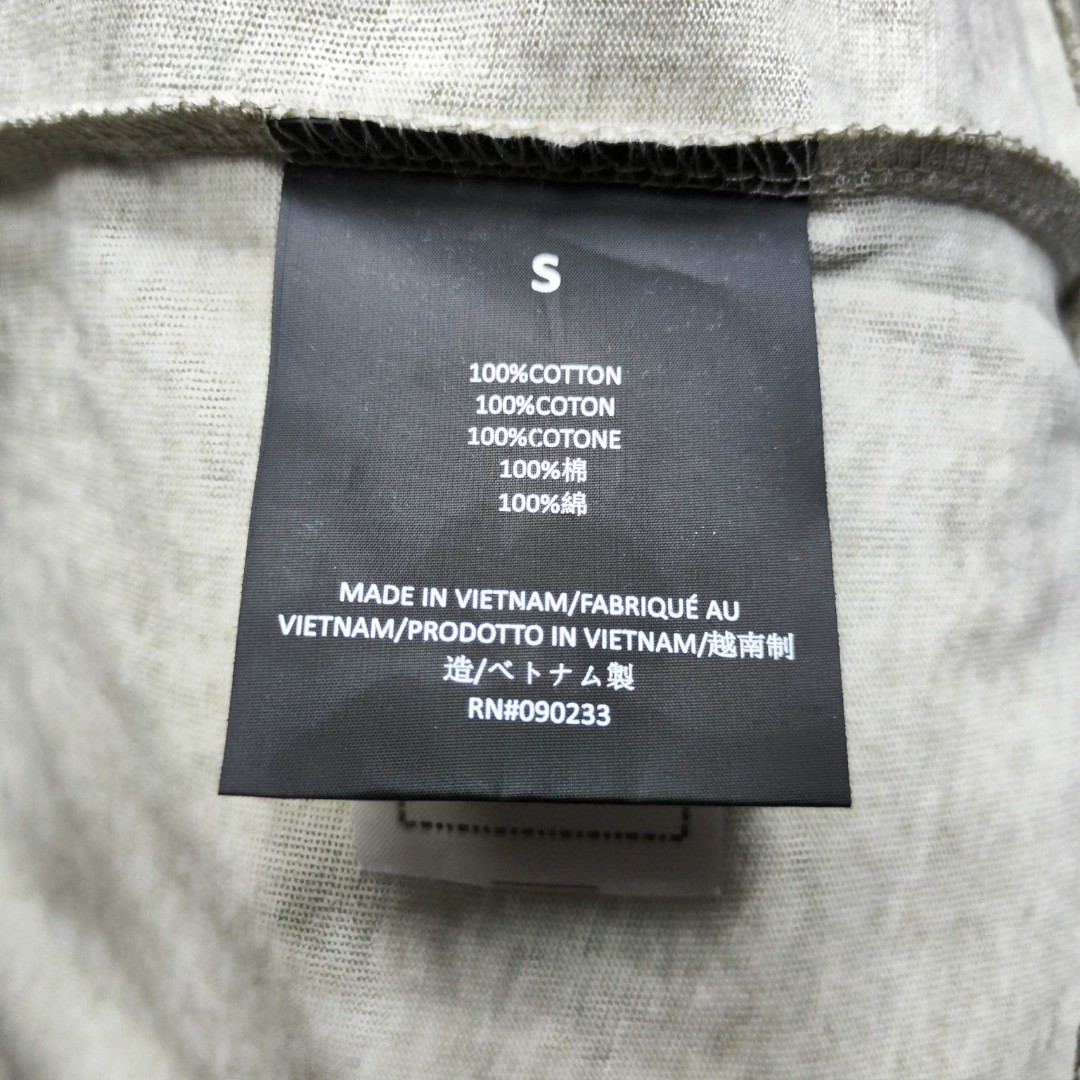 S
100%COTTON
100%COTON
100%COTONE
100%棉
100%綿
MADE IN VIETNAM/FABRIQUÉ AU
VIETNAM/PRODOTTO IN VIETNAM/越南制
造/ベトナム製
RN#090233